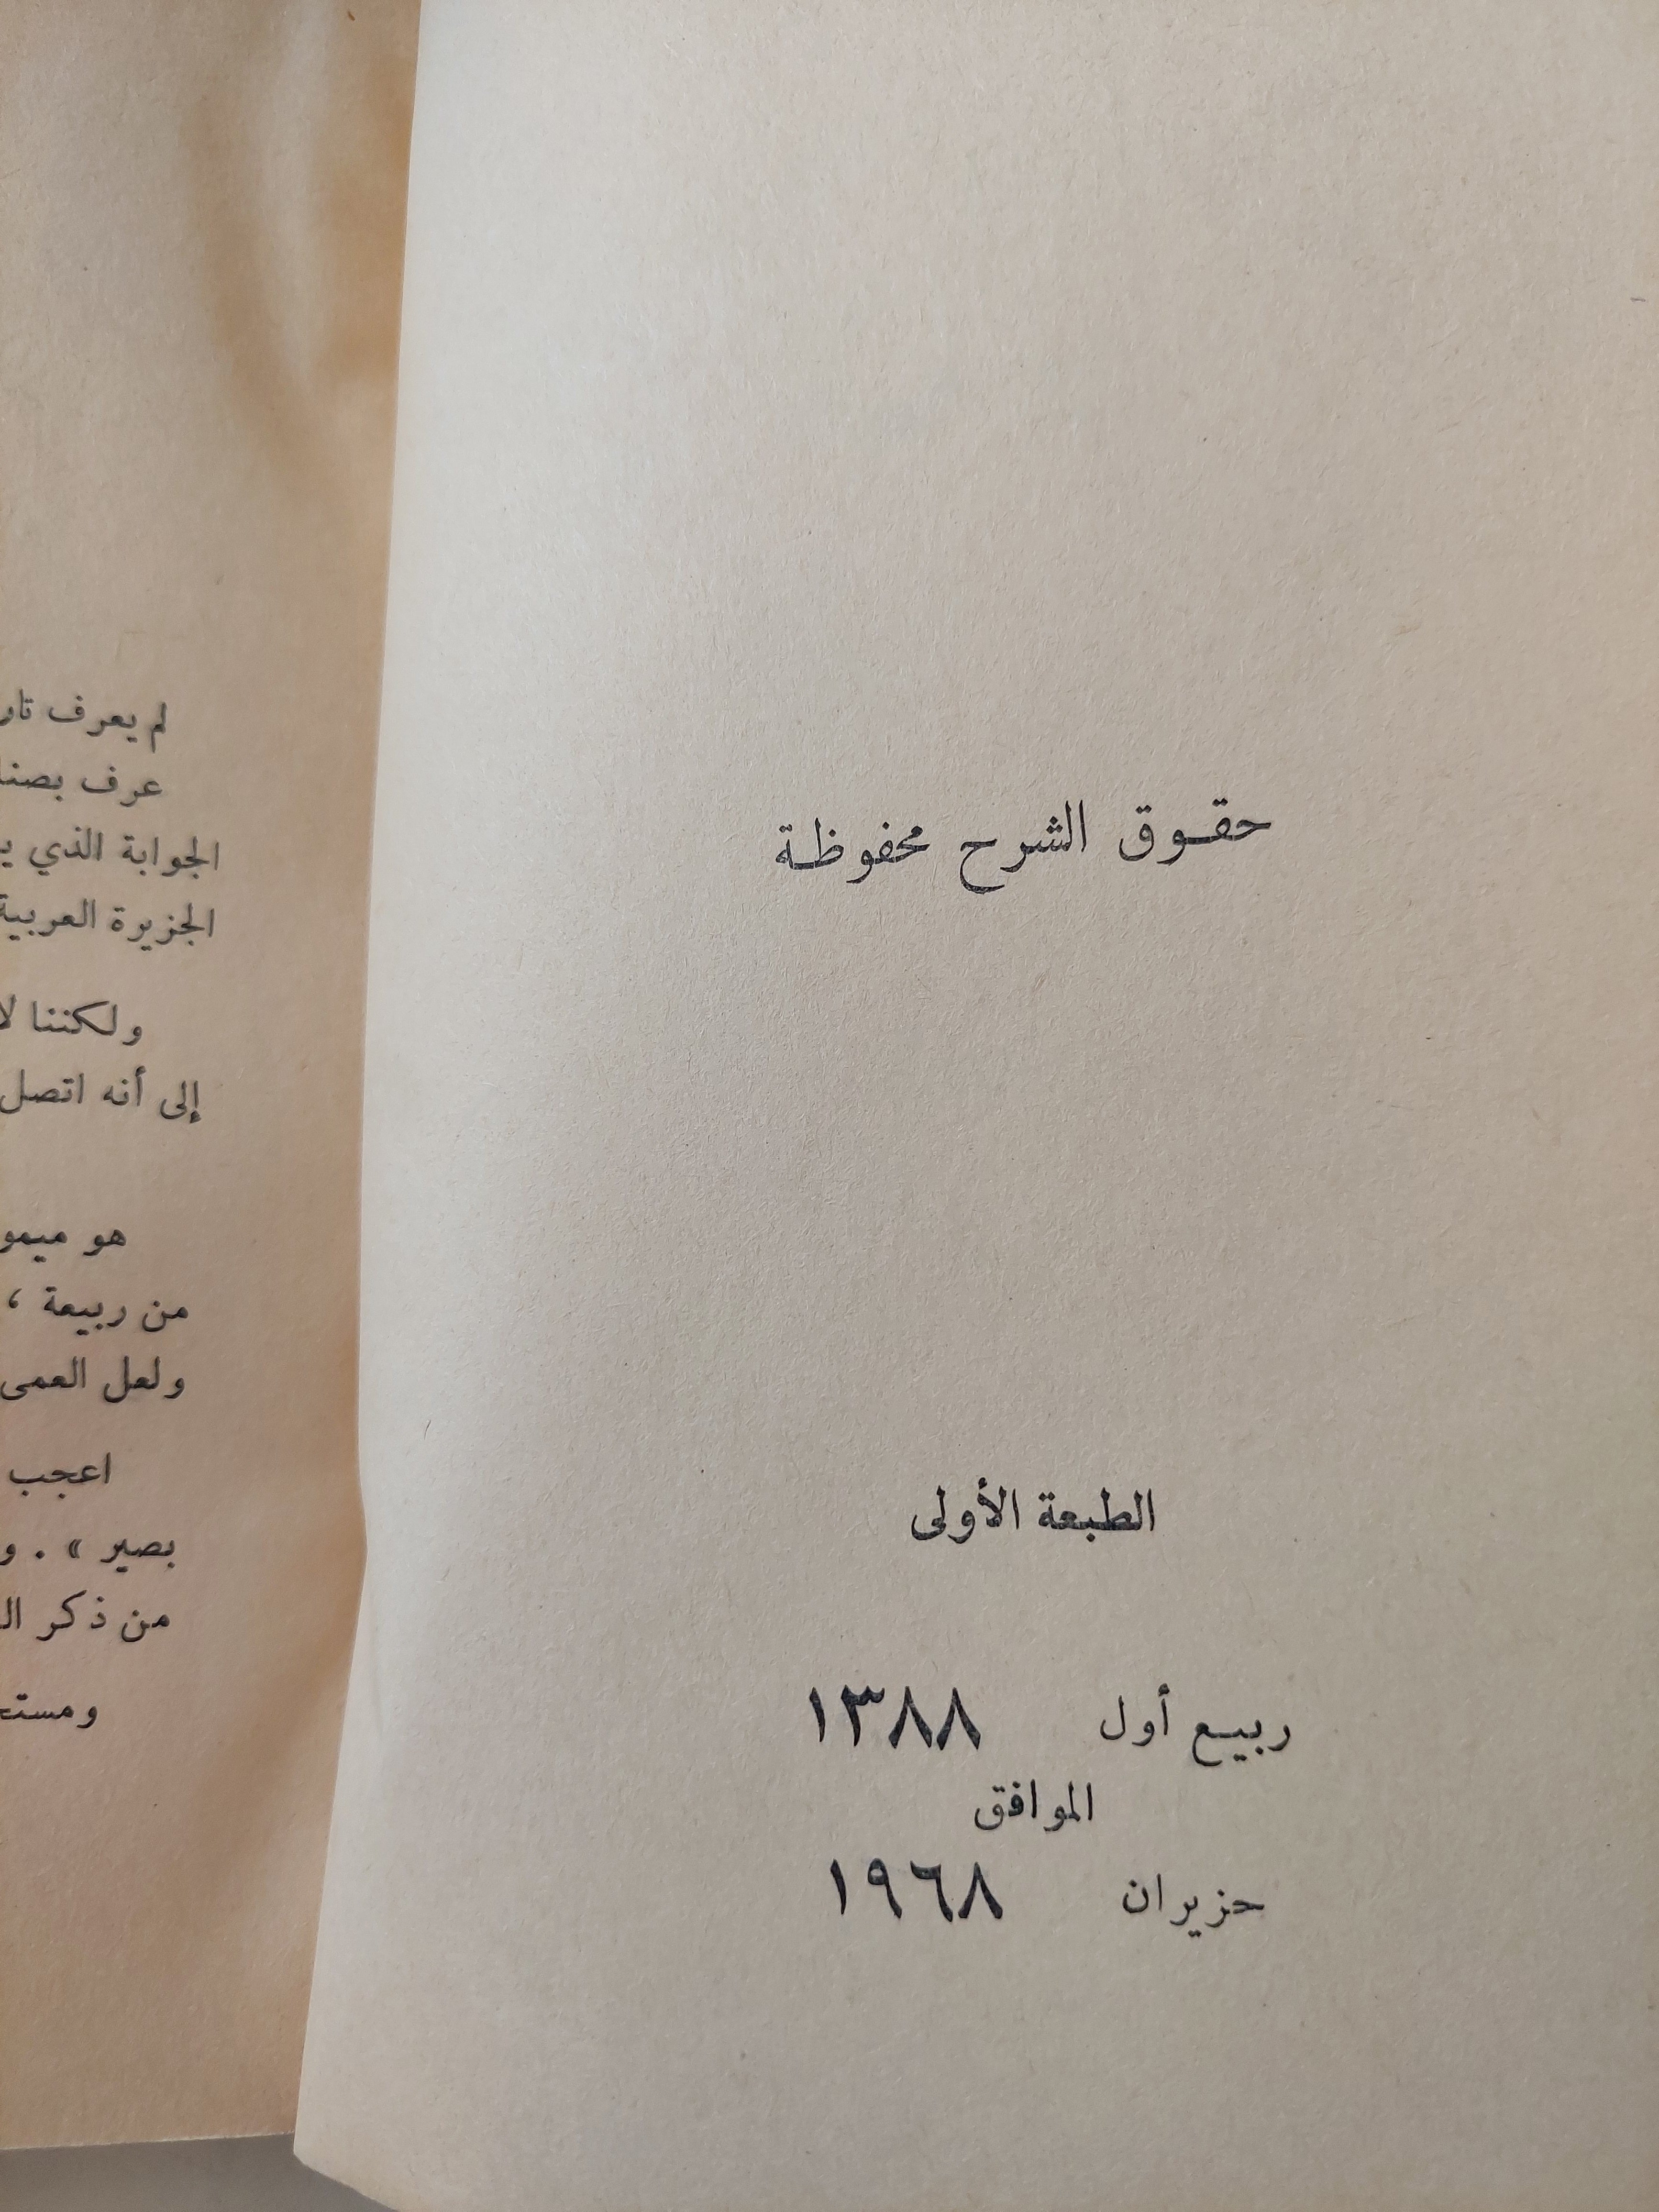 حقوق الشرح محفوظة
الطبعة الأولى
ربيع أول ١٣٨٨
الموافق
حزيران ١٩٦٨
لم يعرف
عرف
الجوابة الذي
الجزيرة العربية
ولكننا
إلى أنه اتصل
هو
من ربيعة ،
ولعل العمى
اعجب
بصير » .
من ذكر